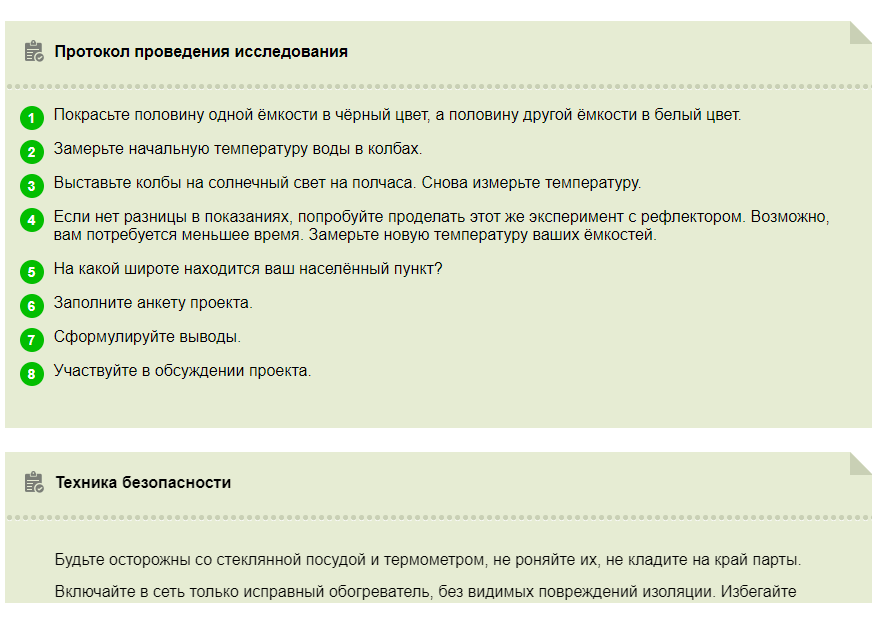 Протокол проведения исследования
1 Покрасьте половину одной ёмкости в чёрный цвет, а половину другой ёмкости в белый цвет.
2 Замерьте начальную температуру воды в колбах.
3 Выставьте колбы на солнечный свет на полчаса. Снова измерьте температуру.
4 Если нет разницы в показаниях, попробуйте проделать этот же эксперимент с рефлектором. Возможно,
вам потребуется меньшее время. Замерьте новую температуру ваших ёмкостей.
5 На какой широте находится ваш населённый пункт?
6 Заполните анкету проекта.
7 Сформулируйте выводы.
8 Участвуйте в обсуждении проекта.
Техника безопасности
Будьте осторожны со стеклянной посудой и термометром, не роняйте их, не кладите на край парты.
Включайте в сеть только исправный обогреватель, без видимых повреждений изоляции. Избегайте